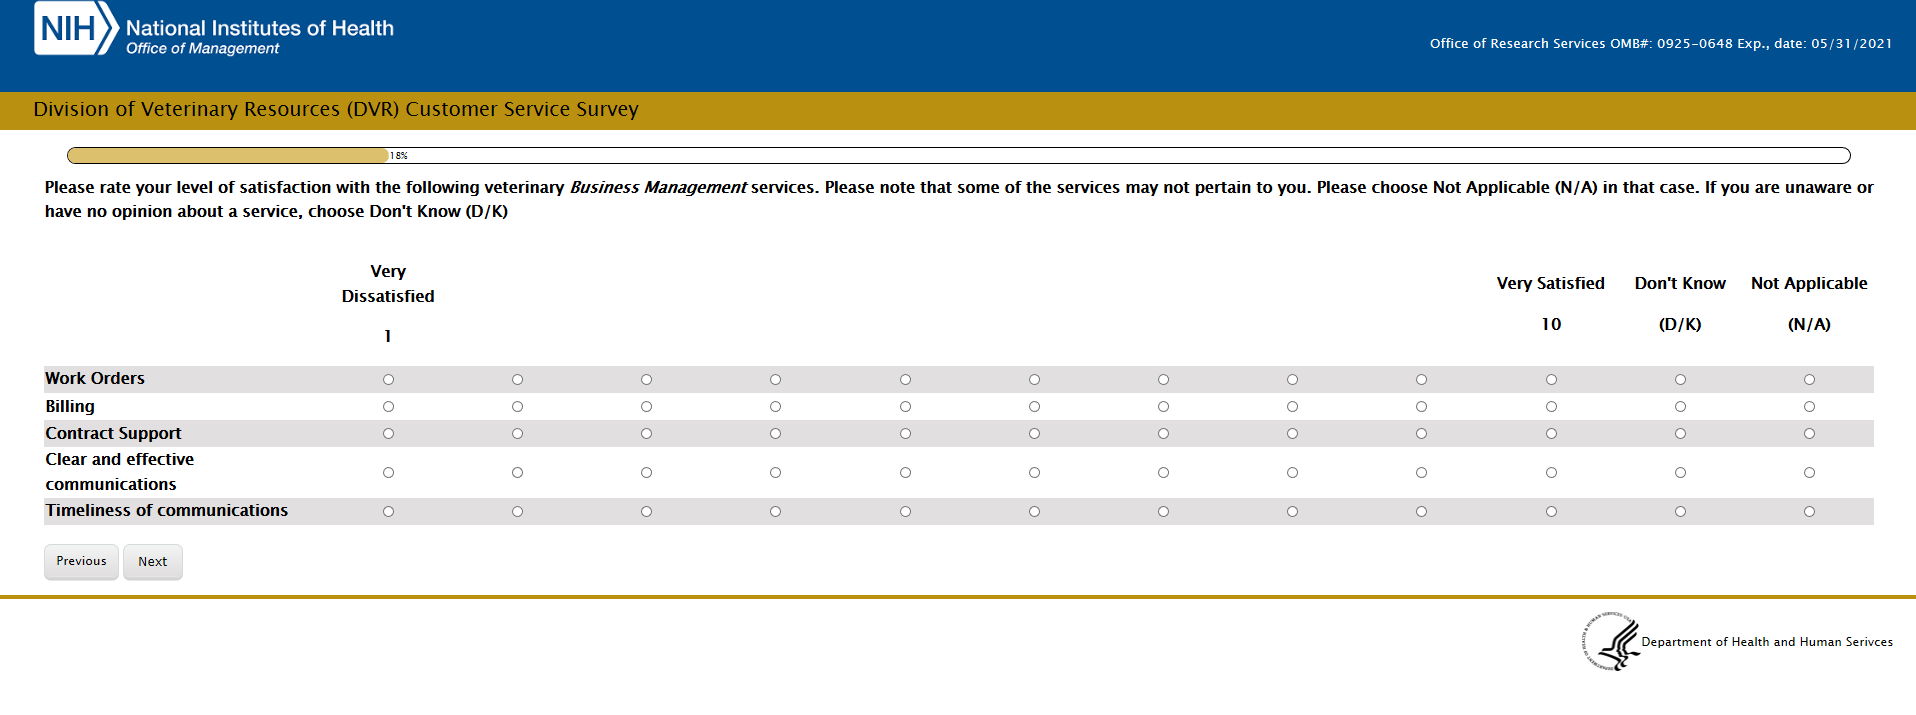 NIH National Institutes of Health
Office of Management
Office of Research Services OMB#: 0925-0648 Exp., date: 05/31/2021
Division of Veterinary Resources (DVR) Customer Service Survey
18%
Please rate your level of satisfaction with the following veterinary Business Management services. Please note that some of the services may not pertain to you. Please choose Not Applicable (N/A) in that case. If you are unaware or
have no opinion about a service, choose Don't Know (D/K)
Very
Dissatisfied
1
Very Satisfied
10
Don't Know
(D/K)
Not Applicable
(N/A)
Work Orders
Billing
Contract Support
Clear and effective
communications
Timeliness of communications
Previous
Next
Department of Health and Human Serivces